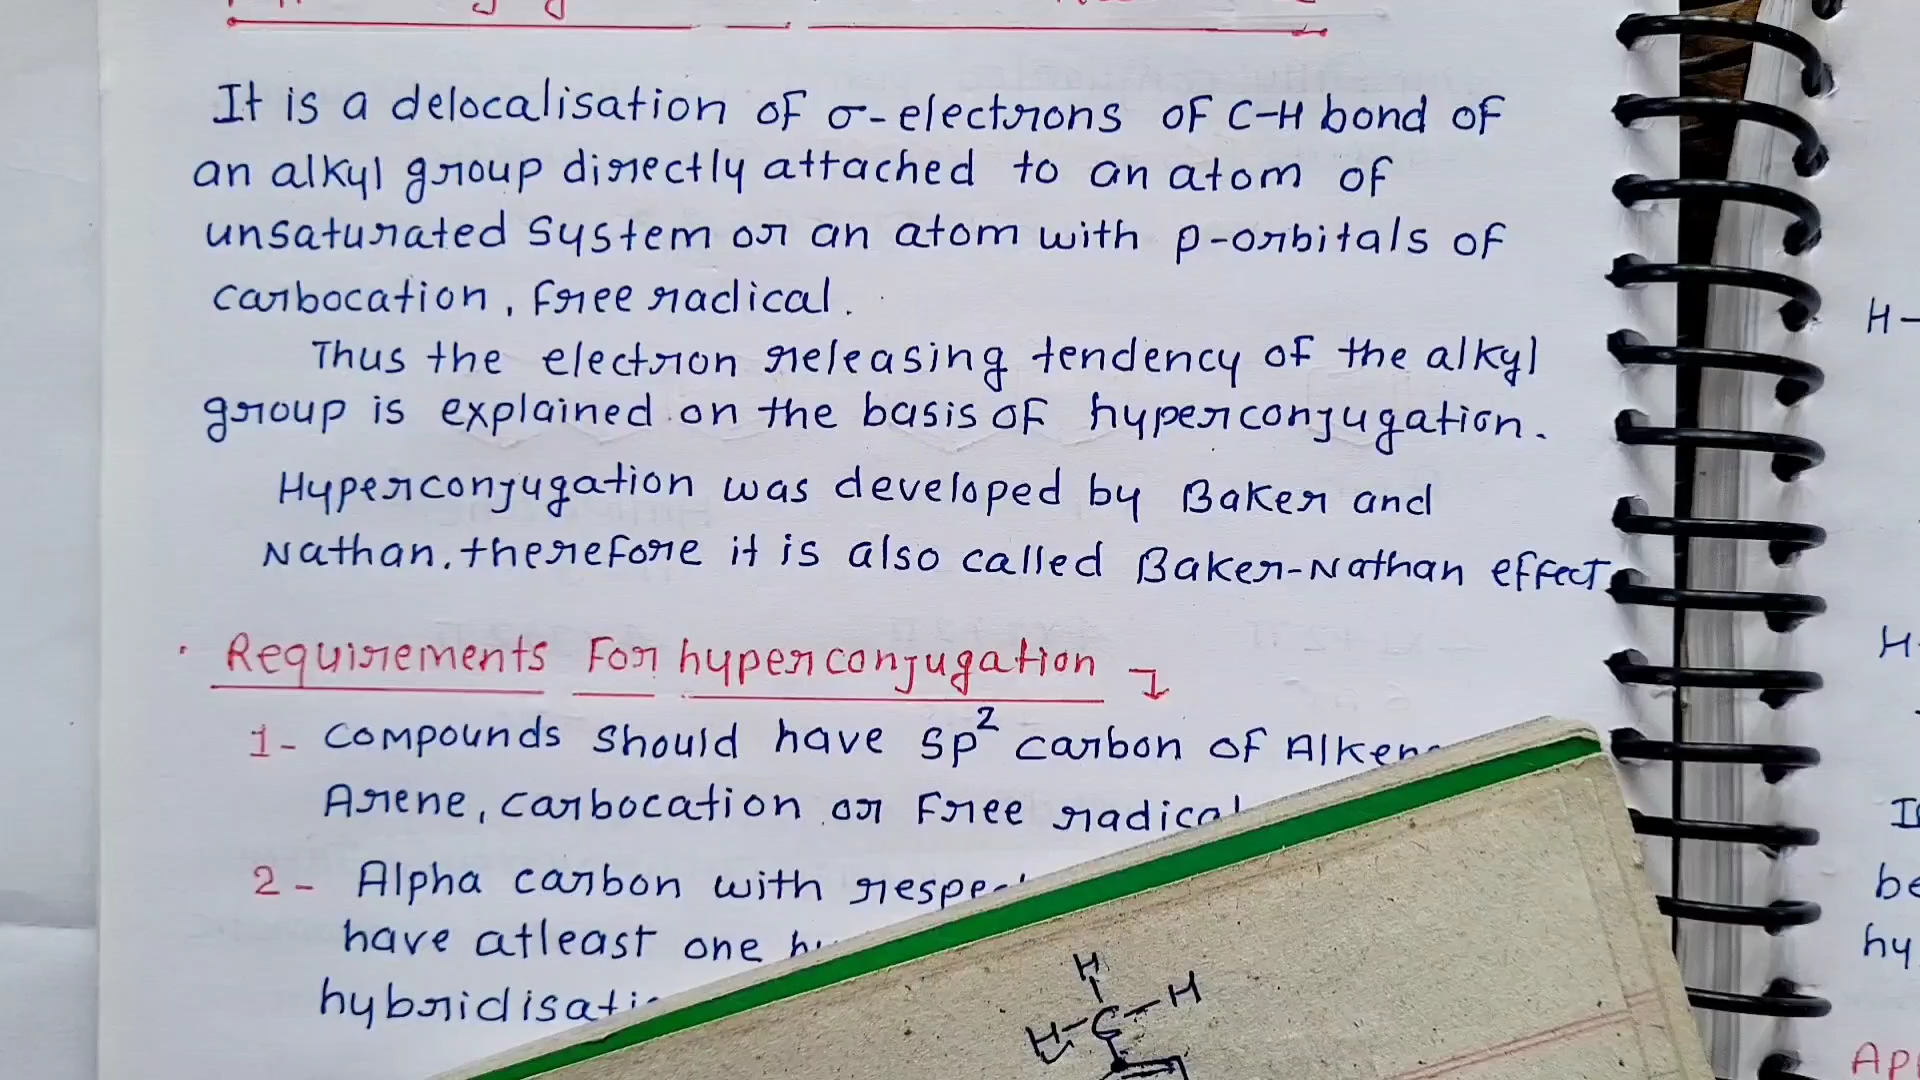 It is a delocalisation of σ-electrons of C-H bond of
an alkyl group directly attached to an atom of
unsaturated system or an atom with p-orbitals of
carbocation, free radical.
Thus the electron releasing tendency of the alkyl
group is explained on the basis of hyperconjugation.
Hyperconjugation was developed by Baker and
Nathan. therefore it is also called Baker-Nathan effect.
Requirements For hyperconjugation
1- Compounds should have sp² carbon of
Arene, carbocation or Free radical
2- Alpha carbon with
have atleast one
H
H-C-H
H-
H-
be
hy